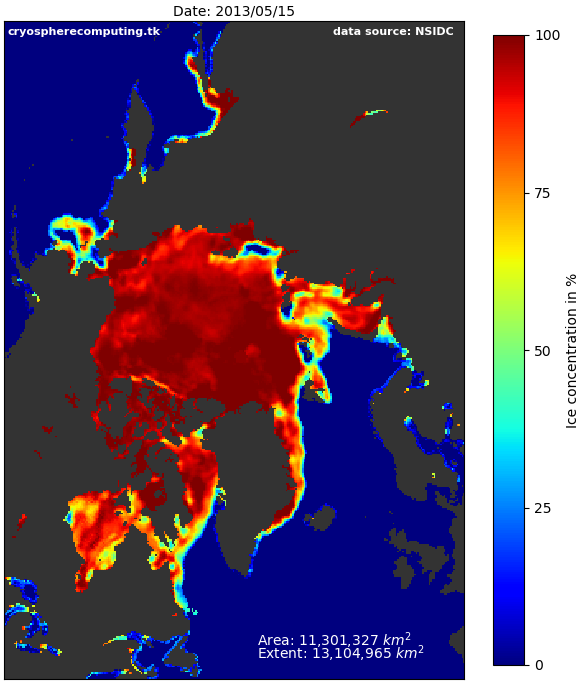 Date: 2013/05/15
cryospherecomputing.tk
data source: NSIDC
100
75
50
25
0
Ice concentration in %
Area: 11,301,327 km²
Extent: 13,104,965 km²